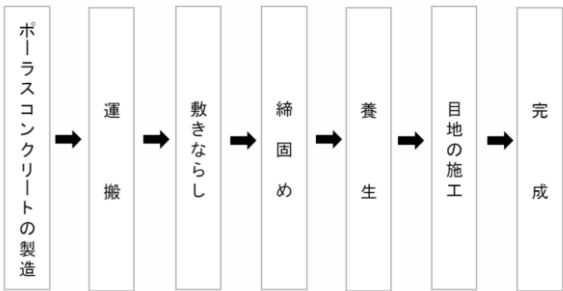 ポーラスコンクリートの製造
運搬
敷きならし
締固め
養生
目地の施工
完成